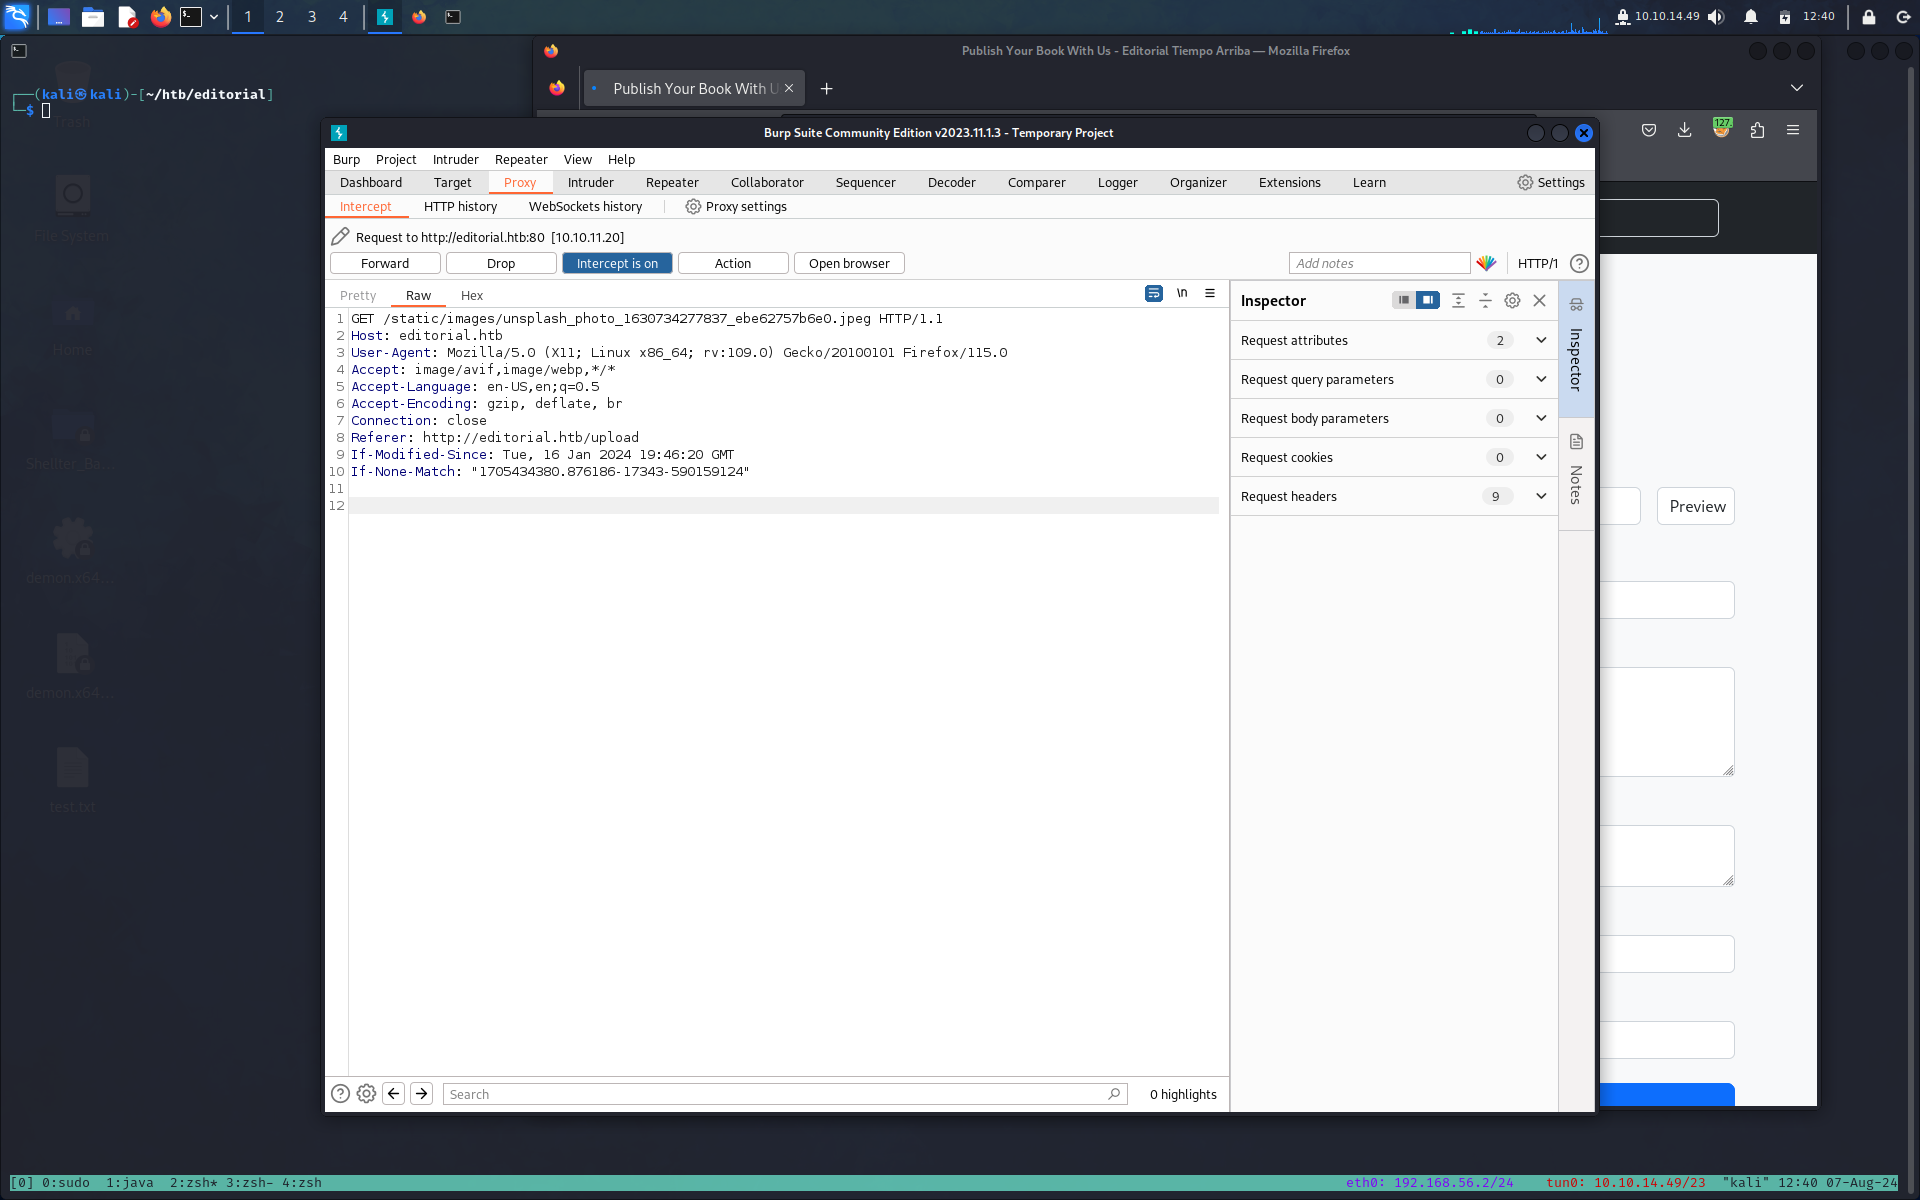 1 2 3 4
10.10.14.49 12:40
Publish Your Book With Us - Editorial Tiempo Arriba — Mozilla Firefox
Publish Your Book With U
127.
┌──(kali㉿kali)-[~/htb/editorial]
└─$
Trash
File System
Home
Shellter_Ba...
demon.x64...
demon.x64...
test.txt
Burp Suite Community Edition v2023.11.1.3 - Temporary Project
Burp Project Intruder Repeater View Help
Dashboard Target Proxy Intruder Repeater Collaborator Sequencer Decoder Comparer Logger Organizer Extensions Learn Settings
Intercept HTTP history WebSockets history Proxy settings
Request to http://editorial.htb:80 [10.10.11.20]
Forward Drop Intercept is on Action Open browser Add notes HTTP/1 ?
Pretty Raw Hex \n
1 GET /static/images/unsplash_photo_1630734277837_ebe62757b6e0.jpeg HTTP/1.1
2 Host: editorial.htb
3 User-Agent: Mozilla/5.0 (X11; Linux x86_64; rv:109.0) Gecko/20100101 Firefox/115.0
4 Accept: image/avif,image/webp,*/*
5 Accept-Language: en-US,en;q=0.5
6 Accept-Encoding: gzip, deflate, br
7 Connection: close
8 Referer: http://editorial.htb/upload
9 If-Modified-Since: Tue, 16 Jan 2024 19:46:20 GMT
10 If-None-Match: "1705434380.876186-17343-590159124"
11
12
Inspector
Request attributes 2
Request query parameters 0
Request body parameters 0
Request cookies 0
Request headers 9
Inspector
Notes
Preview
? Search 0 highlights
[0] 0:sudo 1:java 2:zsh* 3:zsh- 4:zsh eth0: 192.168.56.2/24 tun0: 10.10.14.49/23 "kali" 12:40 07-Aug-24